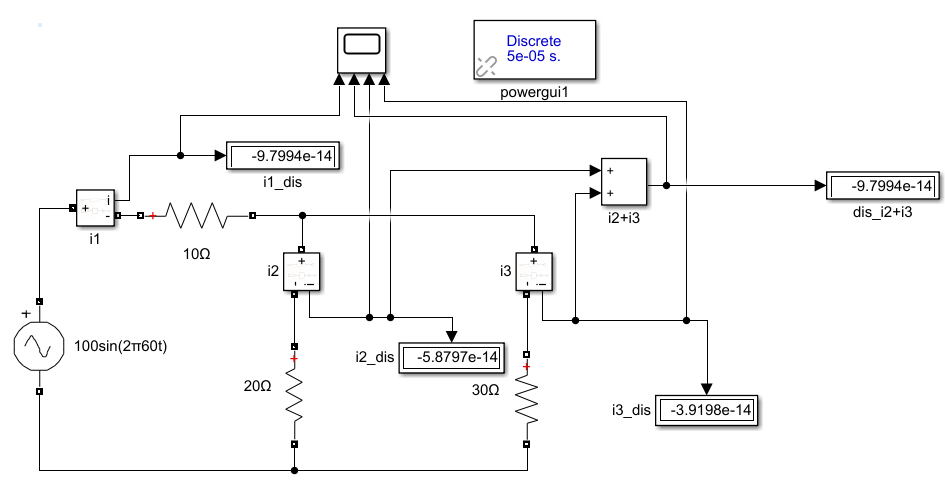 Discrete
5e-05 s.
powergui1
-9.7994e-14
i1_dis
+
i
-
i1
10Ω
+
+
i2+i3
-9.7994e-14
dis_i2+i3
i2
+
- i
i3
+
- i
+
100sin(2π60t)
+
20Ω
i2_dis
-5.8797e-14
+
30Ω
i3_dis
-3.9198e-14